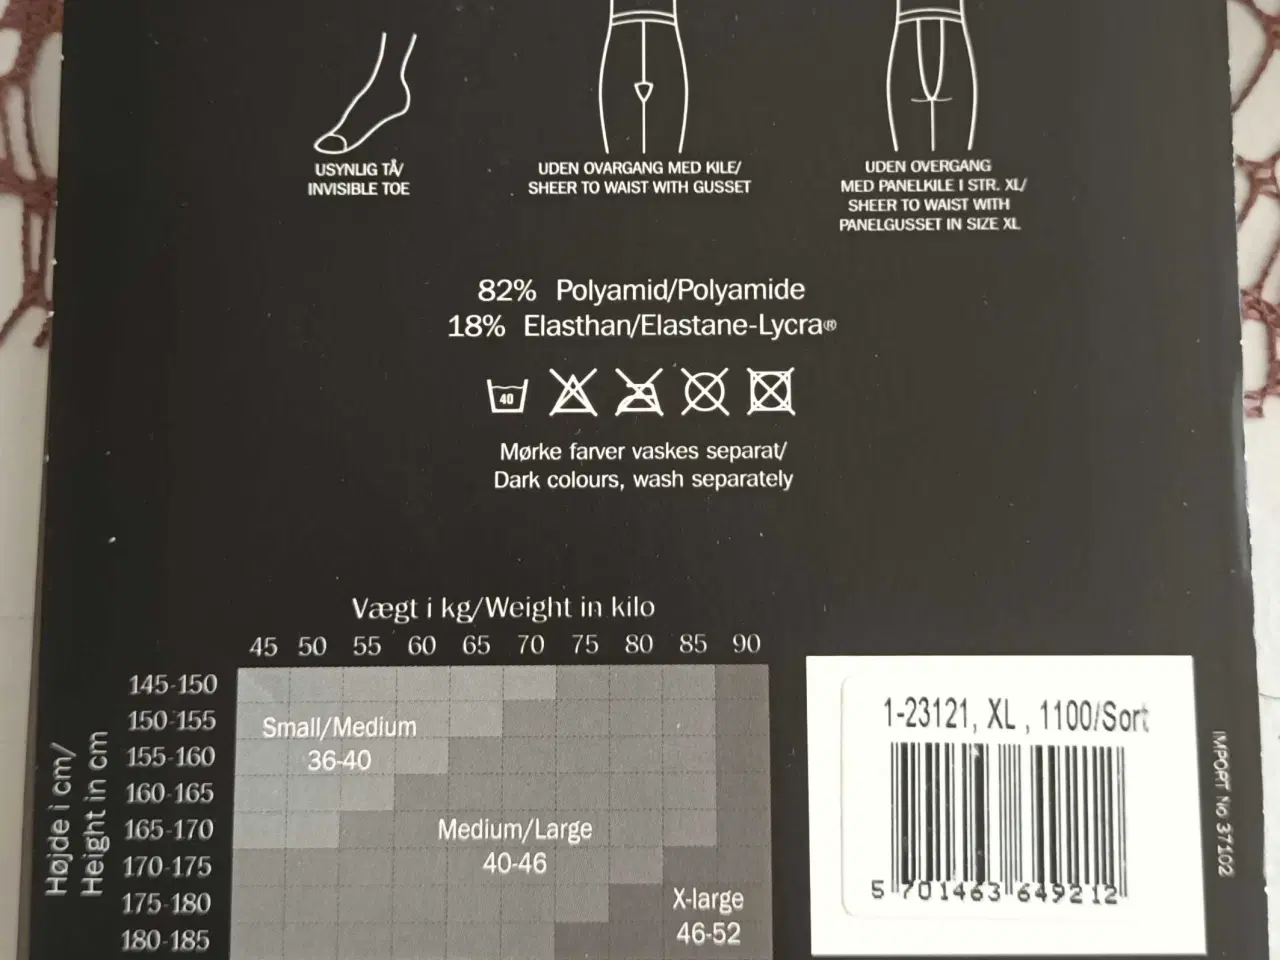 USYNLIG TÅ/
INVISIBLE TOE
UDEN OVARGANG MED KILE/
SHEER TO WAIST WITH GUSSET
UDEN OVERGANG
MED PANELKILE I STR. XL/
SHEER TO WAIST WITH
PANELGUSSET IN SIZE XL
82% Polyamid/Polyamide
18% Elasthan/Elastane-Lycra®
40
Mørke farver vaskes separat/
Dark colours, wash separately
Vægt i kg/Weight in kilo
45 50 55 60 65 70 75 80 85 90
Højde i cm/
Height in cm
145-150
150-155
155-160
160-165
165-170
170-175
175-180
180-185
Small/Medium
36-40
Medium/Large
40-46
X-large
46-52
1-23121, XL , 1100/Sort
5 701463 649212
IMPORT No 37102